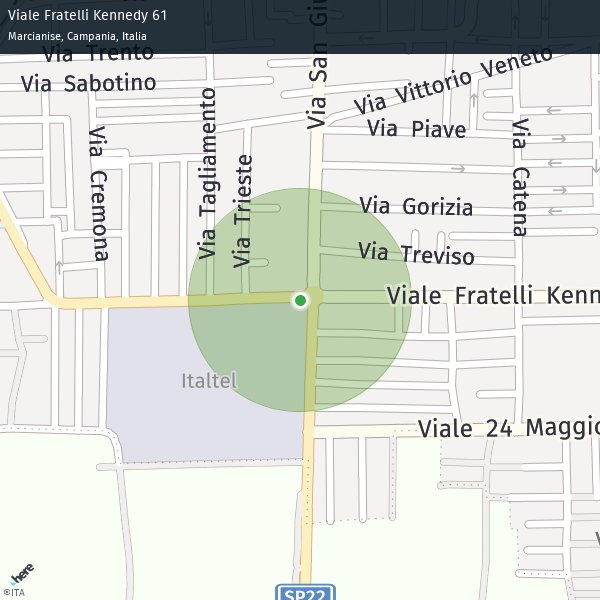 Viale Fratelli Kennedy 61
Marcianise, Campania, Italia
Via Trento
Via Sabotino
Via San Giu
Via Vittorio Veneto
Via Piave
Via Cremona
Via Tagliamento
Via Trieste
Via Catena
Via Gorizia
Via Treviso
Viale Fratelli Kenn
Italtel
Viale 24 Maggio
V
SP22
here
©ITA